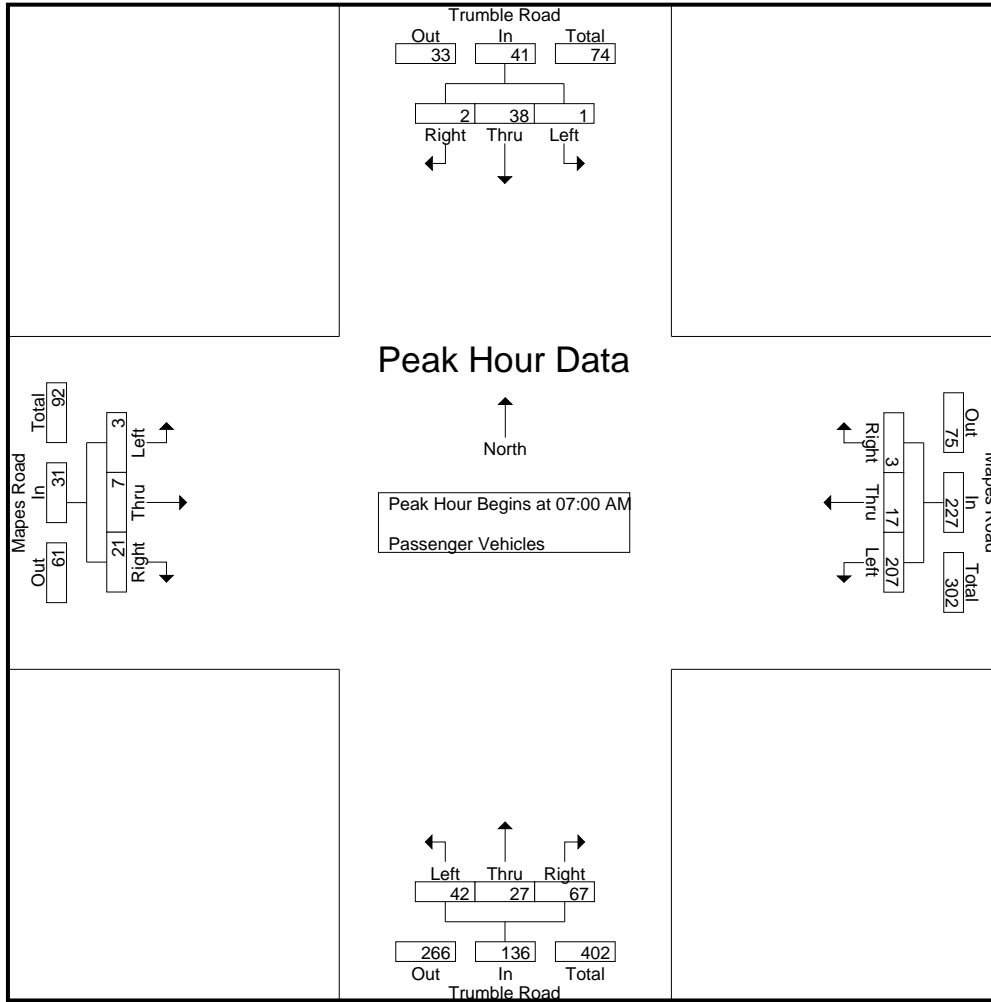 Trumble Road
Out In Total
33 41 74
2 38 1
Right Thru Left
Peak Hour Data
North
Peak Hour Begins at 07:00 AM
Passenger Vehicles
Mapes Road
Out In Total
61 31 92
Right Thru Left
21 7 3
Mapes Road
Out In Total
75 227 302
Right Thru Left
3 17 207
Left Thru Right
42 27 67
266 136 402
Out In Total
Trumble Road